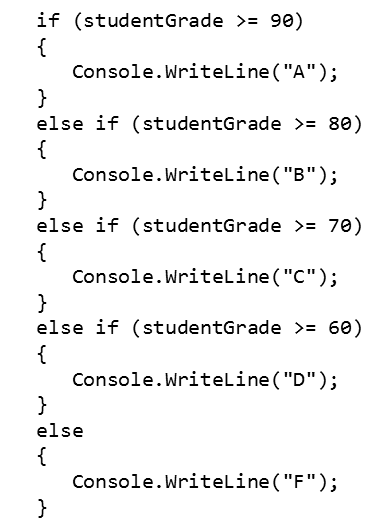 if (studentGrade >= 90)
{
   Console.WriteLine("A");
}
else if (studentGrade >= 80)
{
   Console.WriteLine("B");
}
else if (studentGrade >= 70)
{
   Console.WriteLine("C");
}
else if (studentGrade >= 60)
{
   Console.WriteLine("D");
}
else
{
   Console.WriteLine("F");
}